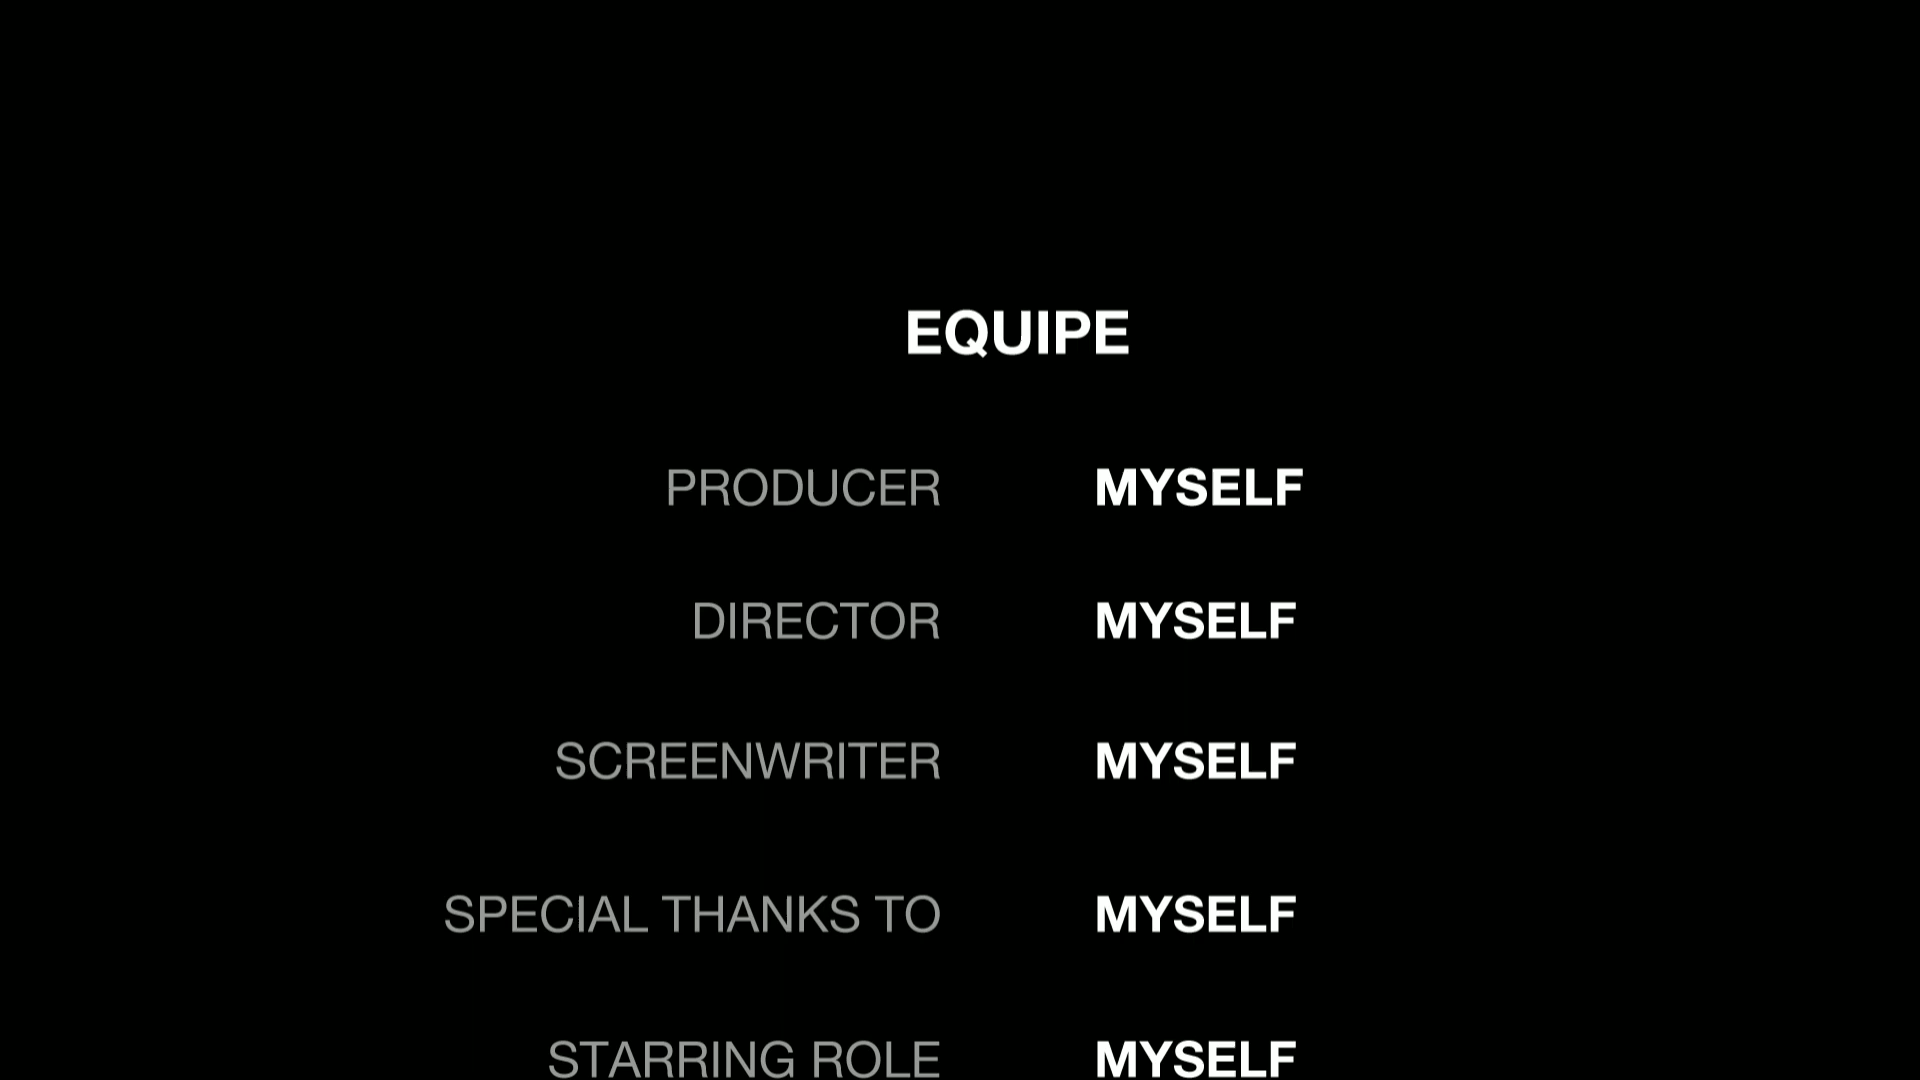 EQUIPE
PRODUCER MYSELF
DIRECTOR MYSELF
SCREENWRITER MYSELF
SPECIAL THANKS TO MYSELF
STARRING ROLE MYSELF